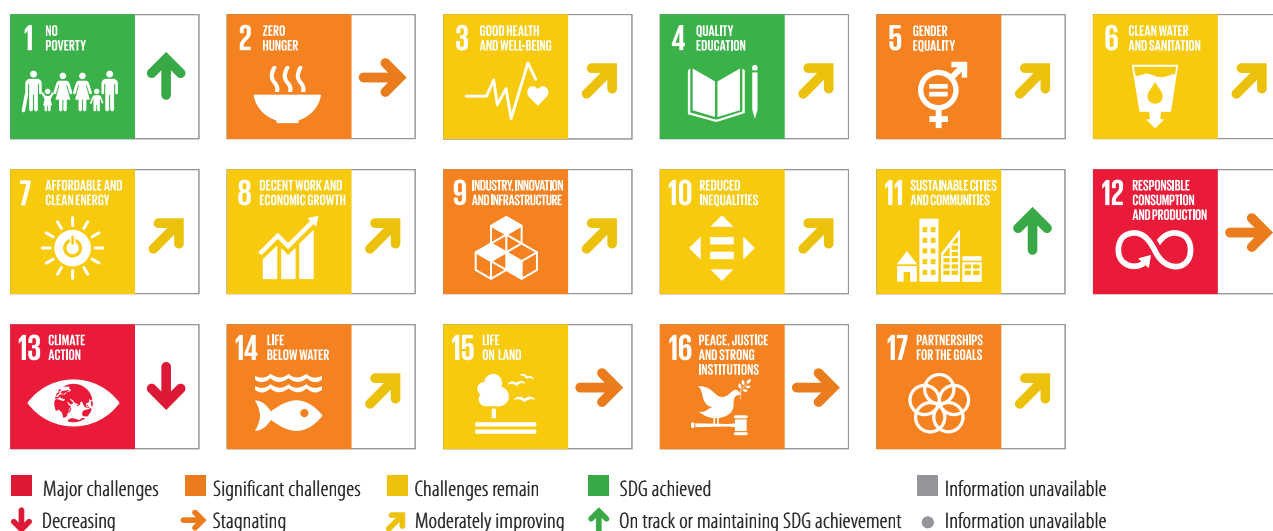 1 NO
POVERTY
2 ZERO
HUNGER
3 GOOD HEALTH
AND WELL-BEING
4 QUALITY
EDUCATION
5 GENDER
EQUALITY
6 CLEAN WATER
AND SANITATION
7 AFFORDABLE AND
CLEAN ENERGY
8 DECENT WORK AND
ECONOMIC GROWTH
9 INDUSTRY, INNOVATION
AND INFRASTRUCTURE
10 REDUCED
INEQUALITIES
11 SUSTAINABLE CITIES
AND COMMUNITIES
12 RESPONSIBLE
CONSUMPTION
AND PRODUCTION
13 CLIMATE
ACTION
14 LIFE
BELOW WATER
15 LIFE
ON LAND
16 PEACE, JUSTICE
AND STRONG
INSTITUTIONS
17 PARTNERSHIPS
FOR THE GOALS
Major challenges Significant challenges Challenges remain SDG achieved Information unavailable
Decreasing Stagnating Moderately improving On track or maintaining SDG achievement Information unavailable